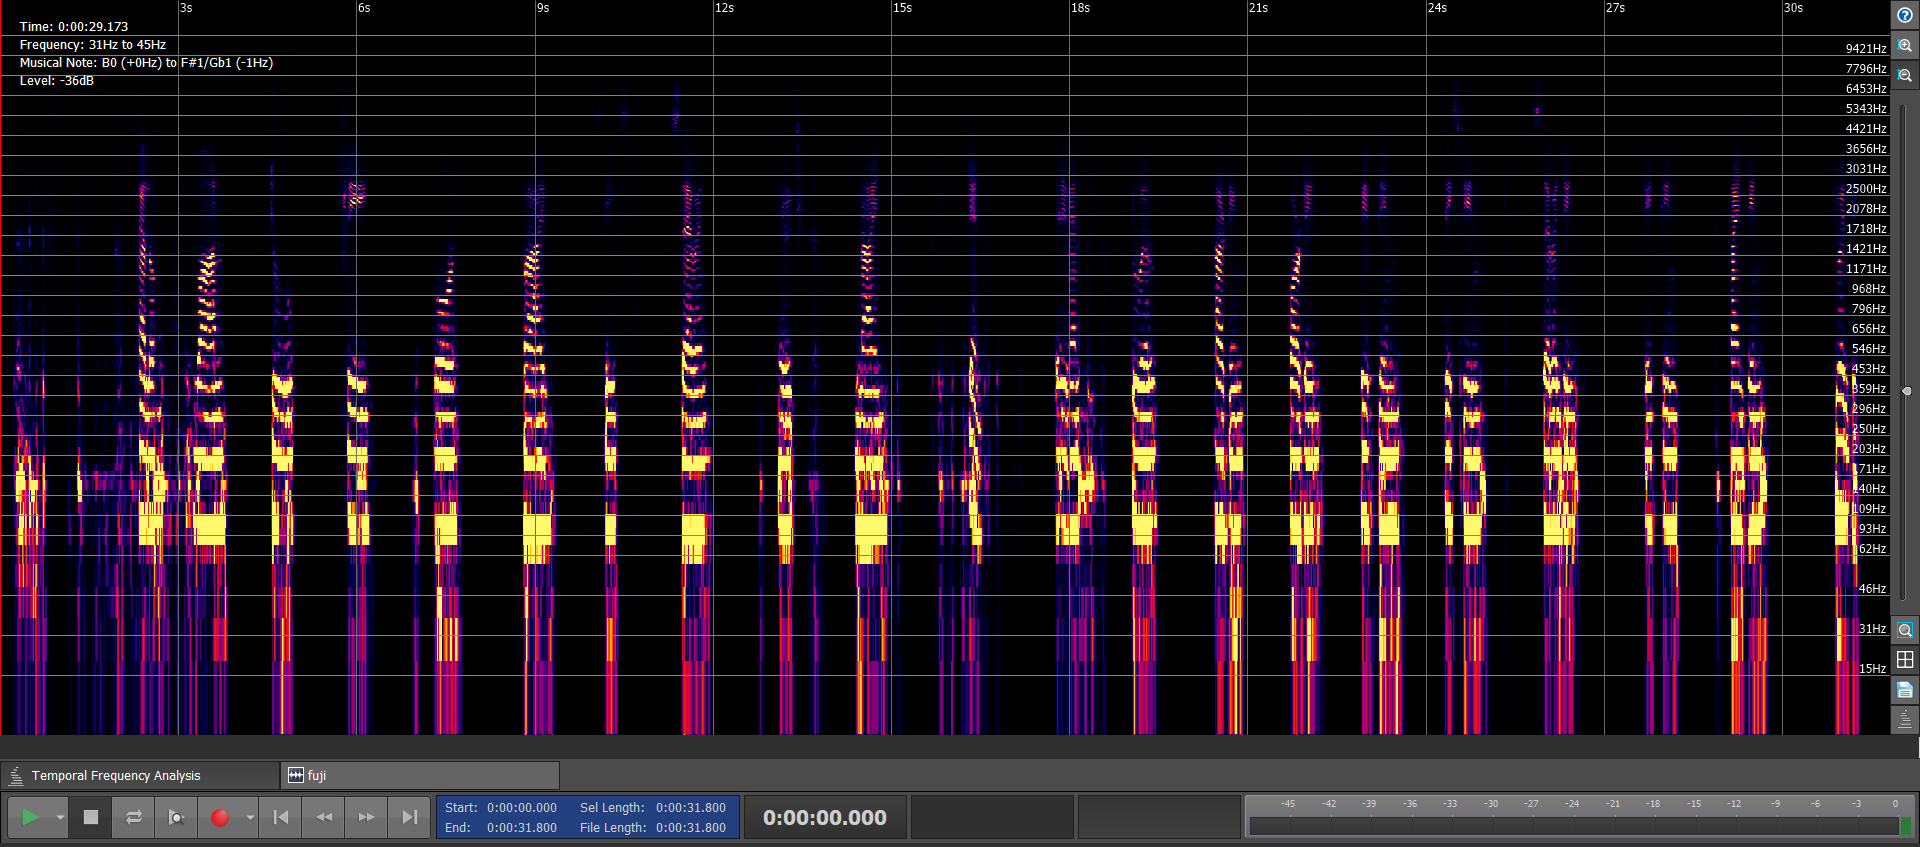 3s 6s 9s 12s 15s 18s 21s 24s 27s 30s
Time: 0:00:29.173
Frequency: 31Hz to 45Hz
Musical Note: B0 (+0Hz) to F#1/Gb1 (-1Hz)
Level: -36dB
9421Hz
7796Hz
6453Hz
5343Hz
4421Hz
3656Hz
3031Hz
2500Hz
2078Hz
1718Hz
1421Hz
1171Hz
968Hz
796Hz
656Hz
546Hz
453Hz
359Hz
296Hz
250Hz
203Hz
171Hz
140Hz
109Hz
93Hz
62Hz
46Hz
31Hz
15Hz
Temporal Frequency Analysis
fuji
Start: 0:00:00.000 Sel Length: 0:00:31.800
End: 0:00:31.800 File Length: 0:00:31.800
0:00:00.000
-45 -42 -39 -36 -33 -30 -27 -24 -21 -18 -15 -12 -9 -6 -3 0